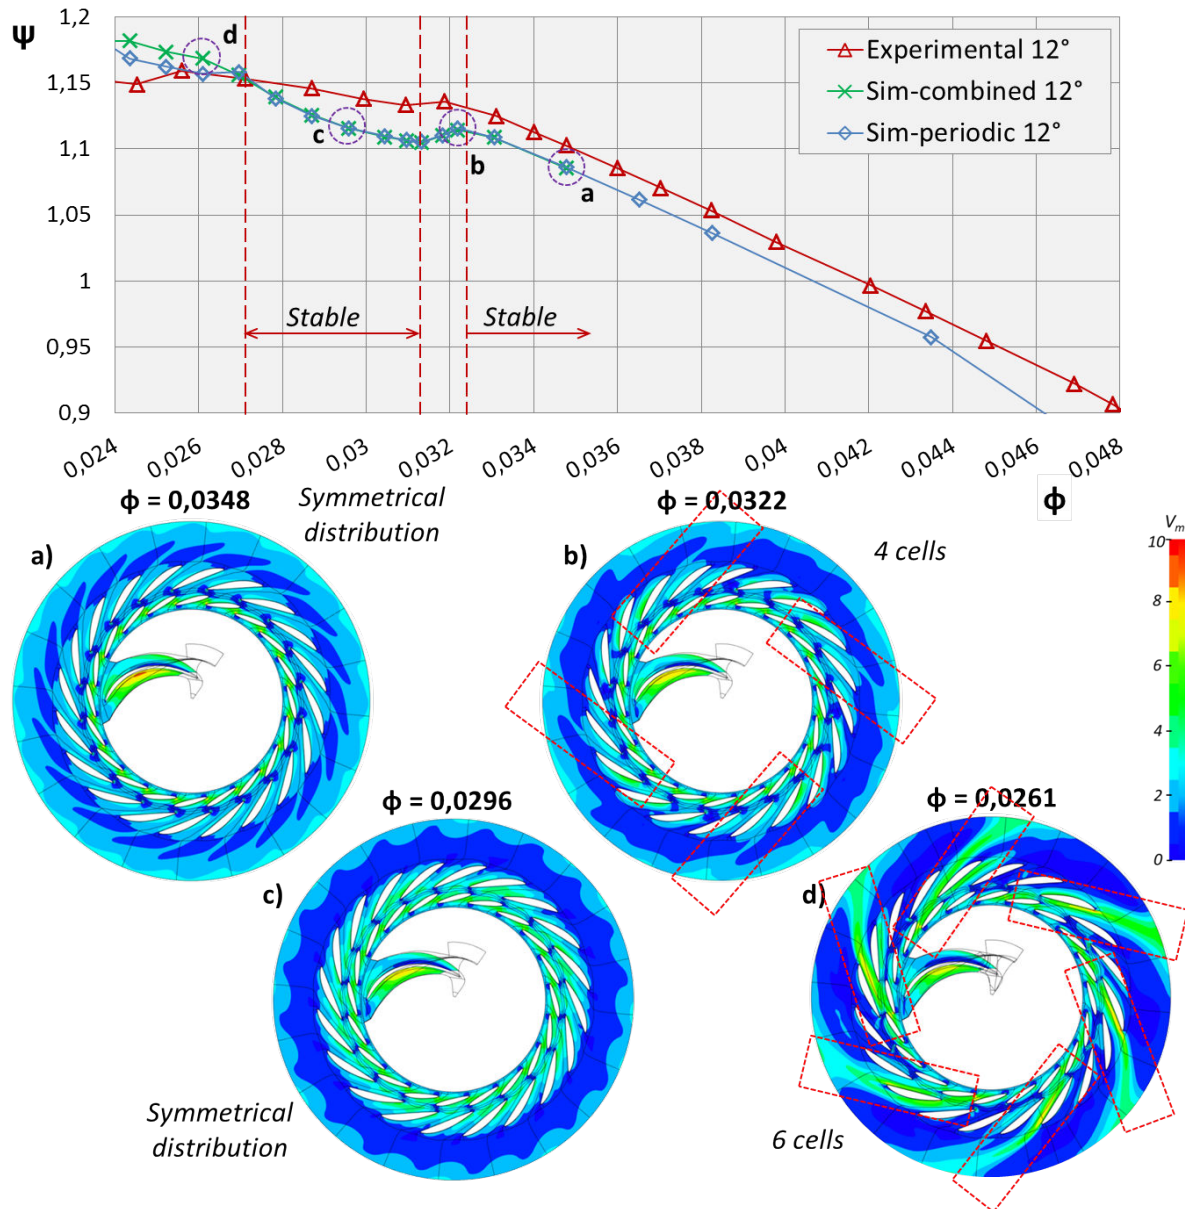 Ψ
1,2
1,15
1,1
1,05
1
0,95
0,9
Experimental 12°
Sim-combined 12°
Sim-periodic 12°
d
c
b
a
Stable
Stable
0,024
0,026
0,028
0,03
0,032
0,034
0,036
0,038
0,04
0,042
0,044
0,046
0,048
ϕ
ϕ = 0,0348
Symmetrical
distribution
a)
ϕ = 0,0322
4 cells
b)
Vm
10
8
6
4
2
0
ϕ = 0,0296
c)
Symmetrical
distribution
ϕ = 0,0261
d)
6 cells